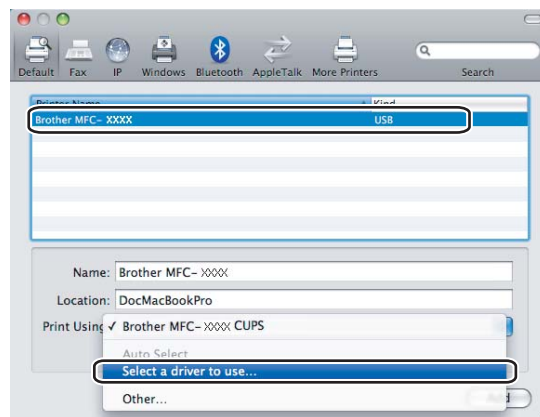 Default Fax IP Windows Bluetooth AppleTalk More Printers Search
Printer Name Kind
Brother MFC- XXXX USB
Name: Brother MFC- XXXX
Location: DocMacBookPro
Print Using ✓ Brother MFC- XXXX CUPS
Auto Select
Select a driver to use...
Other...